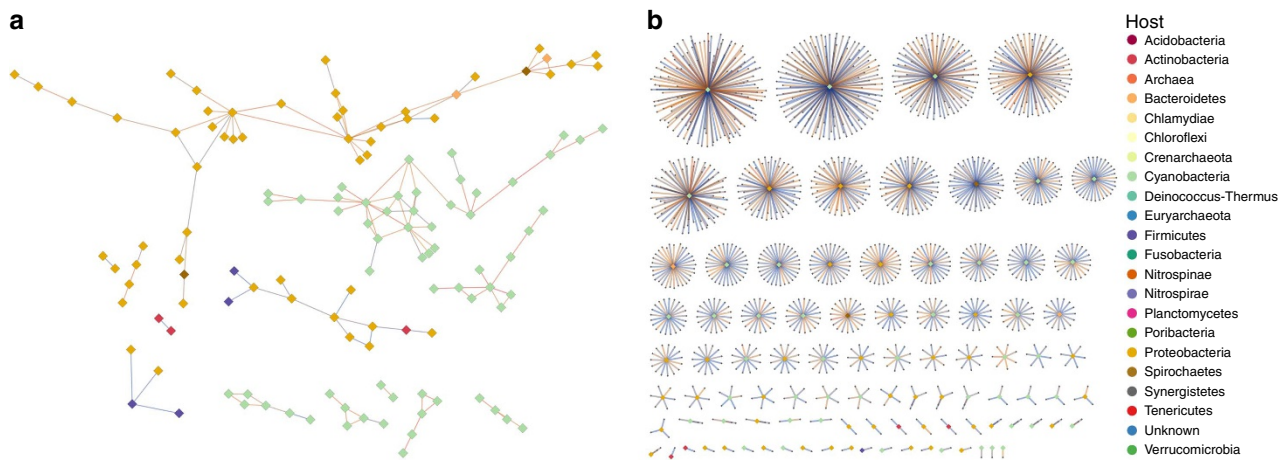 a
b
Host
Acidobacteria
Actinobacteria
Archaea
Bacteroidetes
Chlamydiae
Chloroflexi
Crenarchaeota
Cyanobacteria
Deinococcus-Thermus
Euryarchaeota
Firmicutes
Fusobacteria
Nitrospinae
Nitrospirae
Planctomycetes
Poribacteria
Proteobacteria
Spirochaetes
Synergistetes
Tenericutes
Unknown
Verrucomicrobia